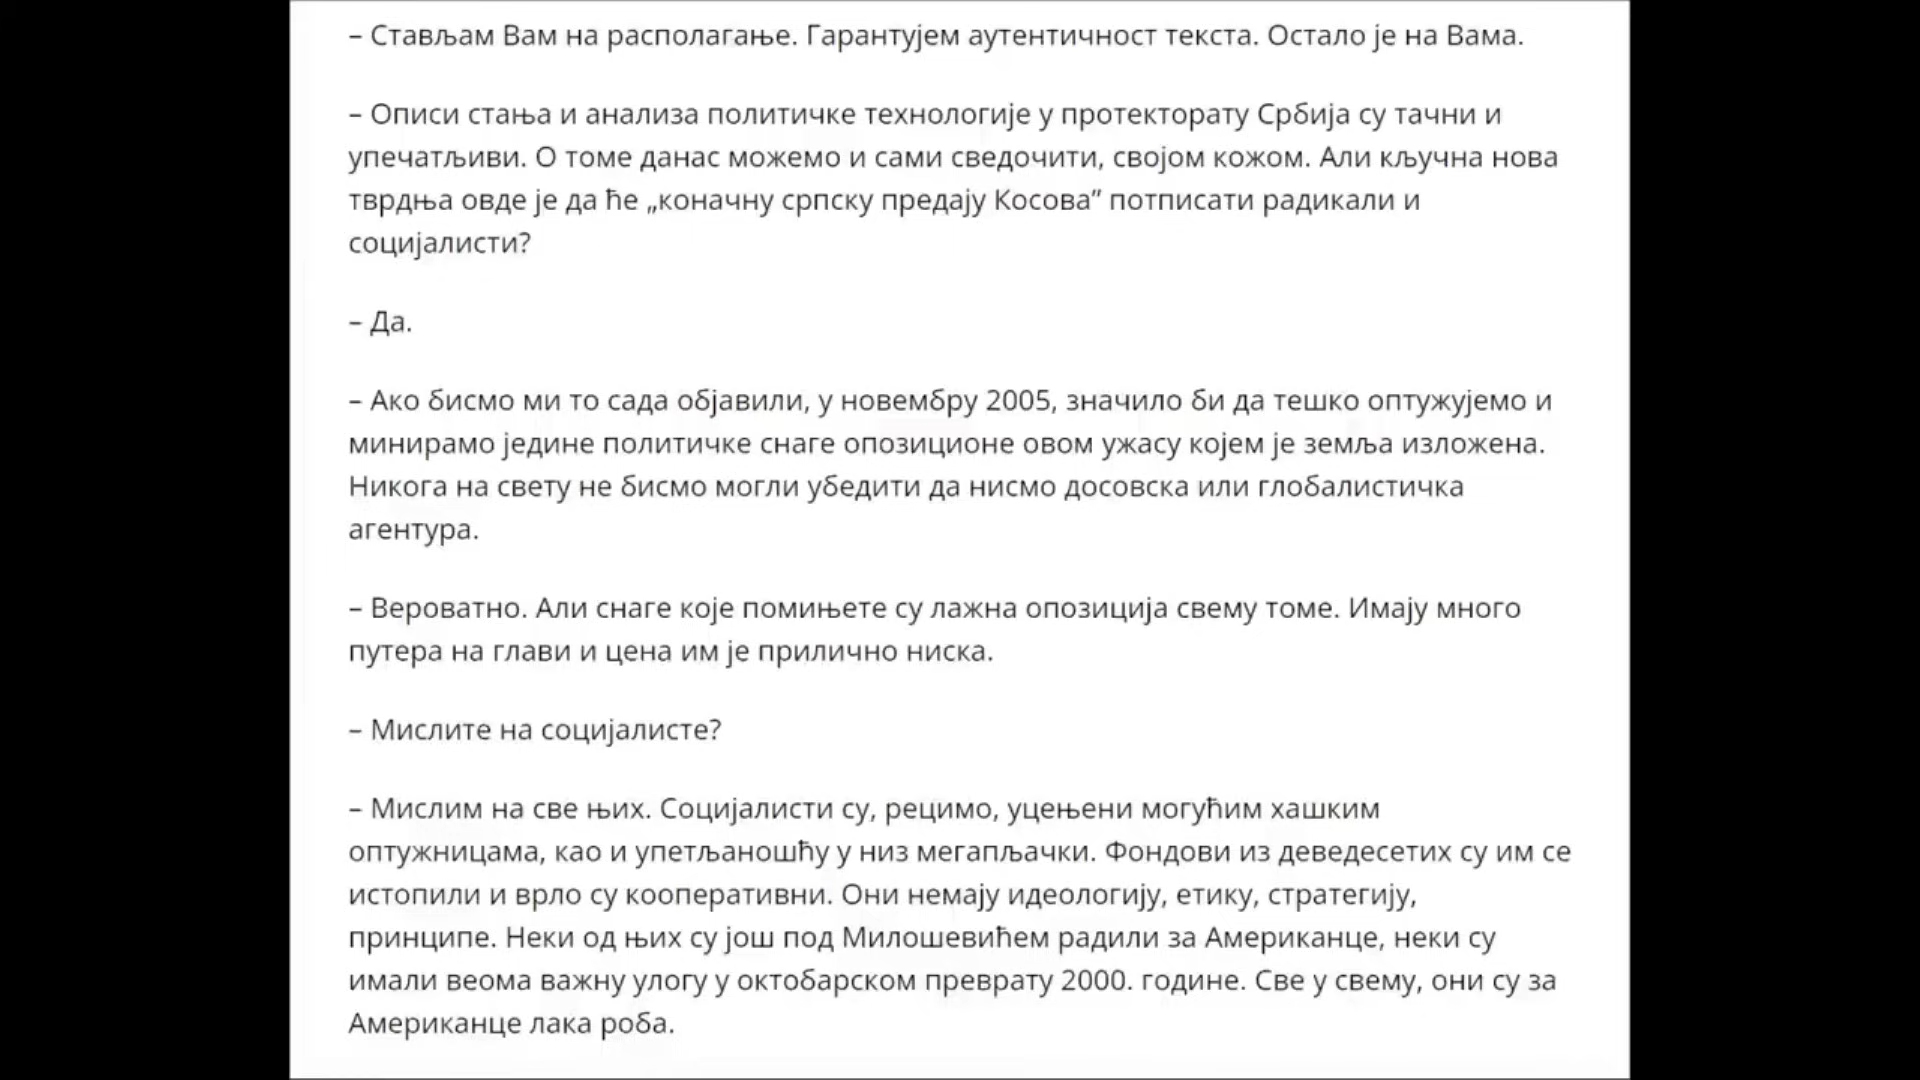 – Стављам Вам на располагање. Гарантујем аутентичност текста. Остало је на Вама.
– Описи стања и анализа политичке технологије у протекторату Србија су тачни и
упечатљиви. О томе данас можемо и сами сведочити, својом кожом. Али кључна нова
тврдња овде је да ће „коначну српску предају Косова” потписати радикали и
социјалисти?
– Да.
– Ако бисмо ми то сада објавили, у новембру 2005, значило би да тешко оптужујемо и
минирамо једине политичке снаге опозиционе овом ужасу којем је земља изложена.
Никога на свету не бисмо могли убедити да нисмо досовска или глобалистичка
агентура.
– Вероватно. Али снаге које помињете су лажна опозиција свему томе. Имају много
путера на глави и цена им је прилично ниска.
– Мислите на социјалисте?
– Мислим на све њих. Социјалисти су, рецимо, уцењени могућим хашким
оптужницама, као и упетљаношћу у низ мегапљачки. Фондови из деведесетих су им се
истопили и врло су кооперативни. Они немају идеологију, етику, стратегију,
принципе. Неки од њих су још под Милошевићем радили за Американце, неки су
имали веома важну улогу у октобарском преврату 2000. године. Све у свему, они су за
Американце лака роба.